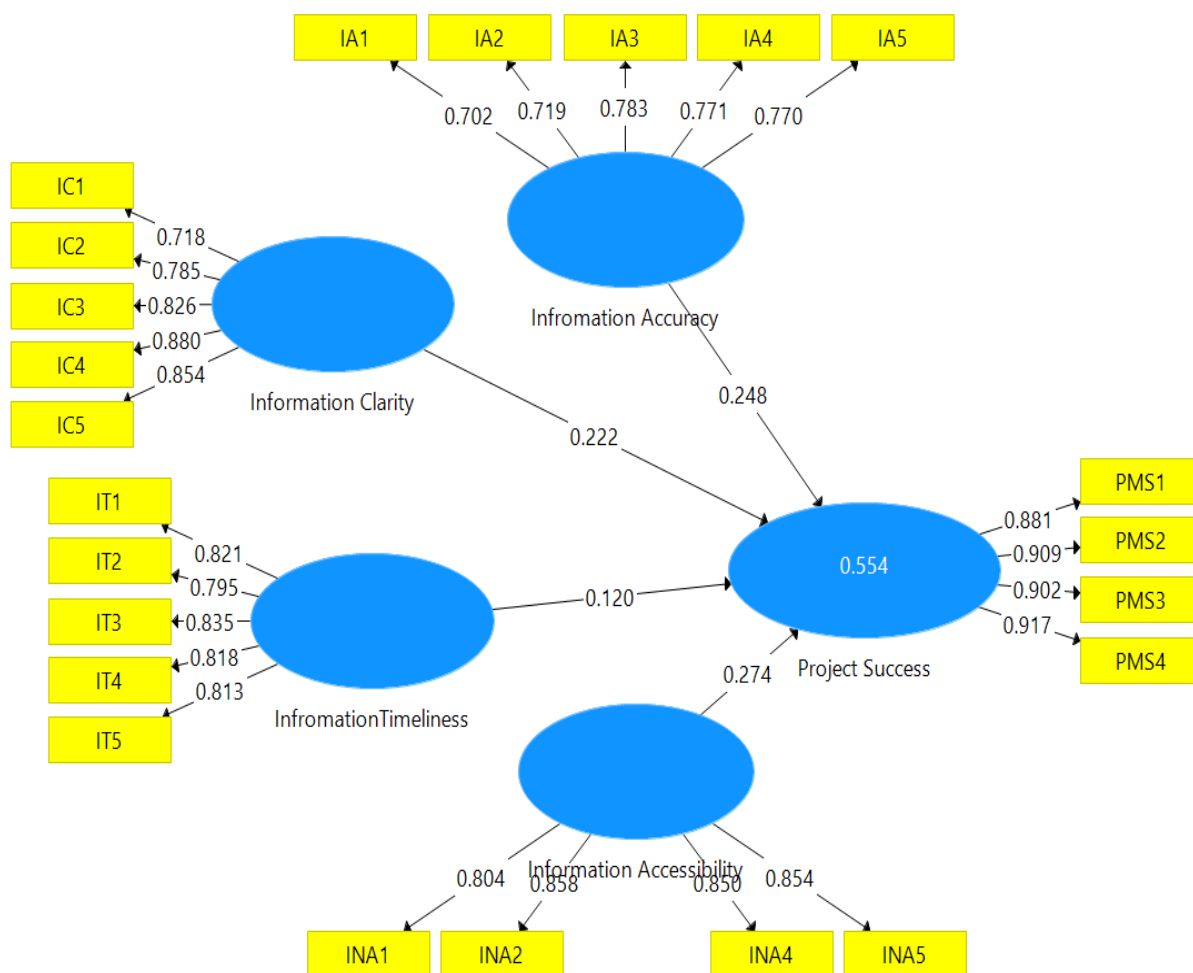 IA1 IA2 IA3 IA4 IA5
0.702 0.719 0.783 0.771 0.770
Infromation Accuracy
IC1
IC2
IC3
IC4
IC5
0.718
0.785
0.826
0.880
0.854
Information Clarity
0.248
0.222
IT1
IT2
IT3
IT4
IT5
0.821
0.795
0.835
0.818
0.813
InfromationTimeliness
0.120
0.554
Project Success
0.881
0.909
0.902
0.917
PMS1
PMS2
PMS3
PMS4
0.274
Information Accessibility
0.804 0.858 0.850 0.854
INA1 INA2 INA4 INA5